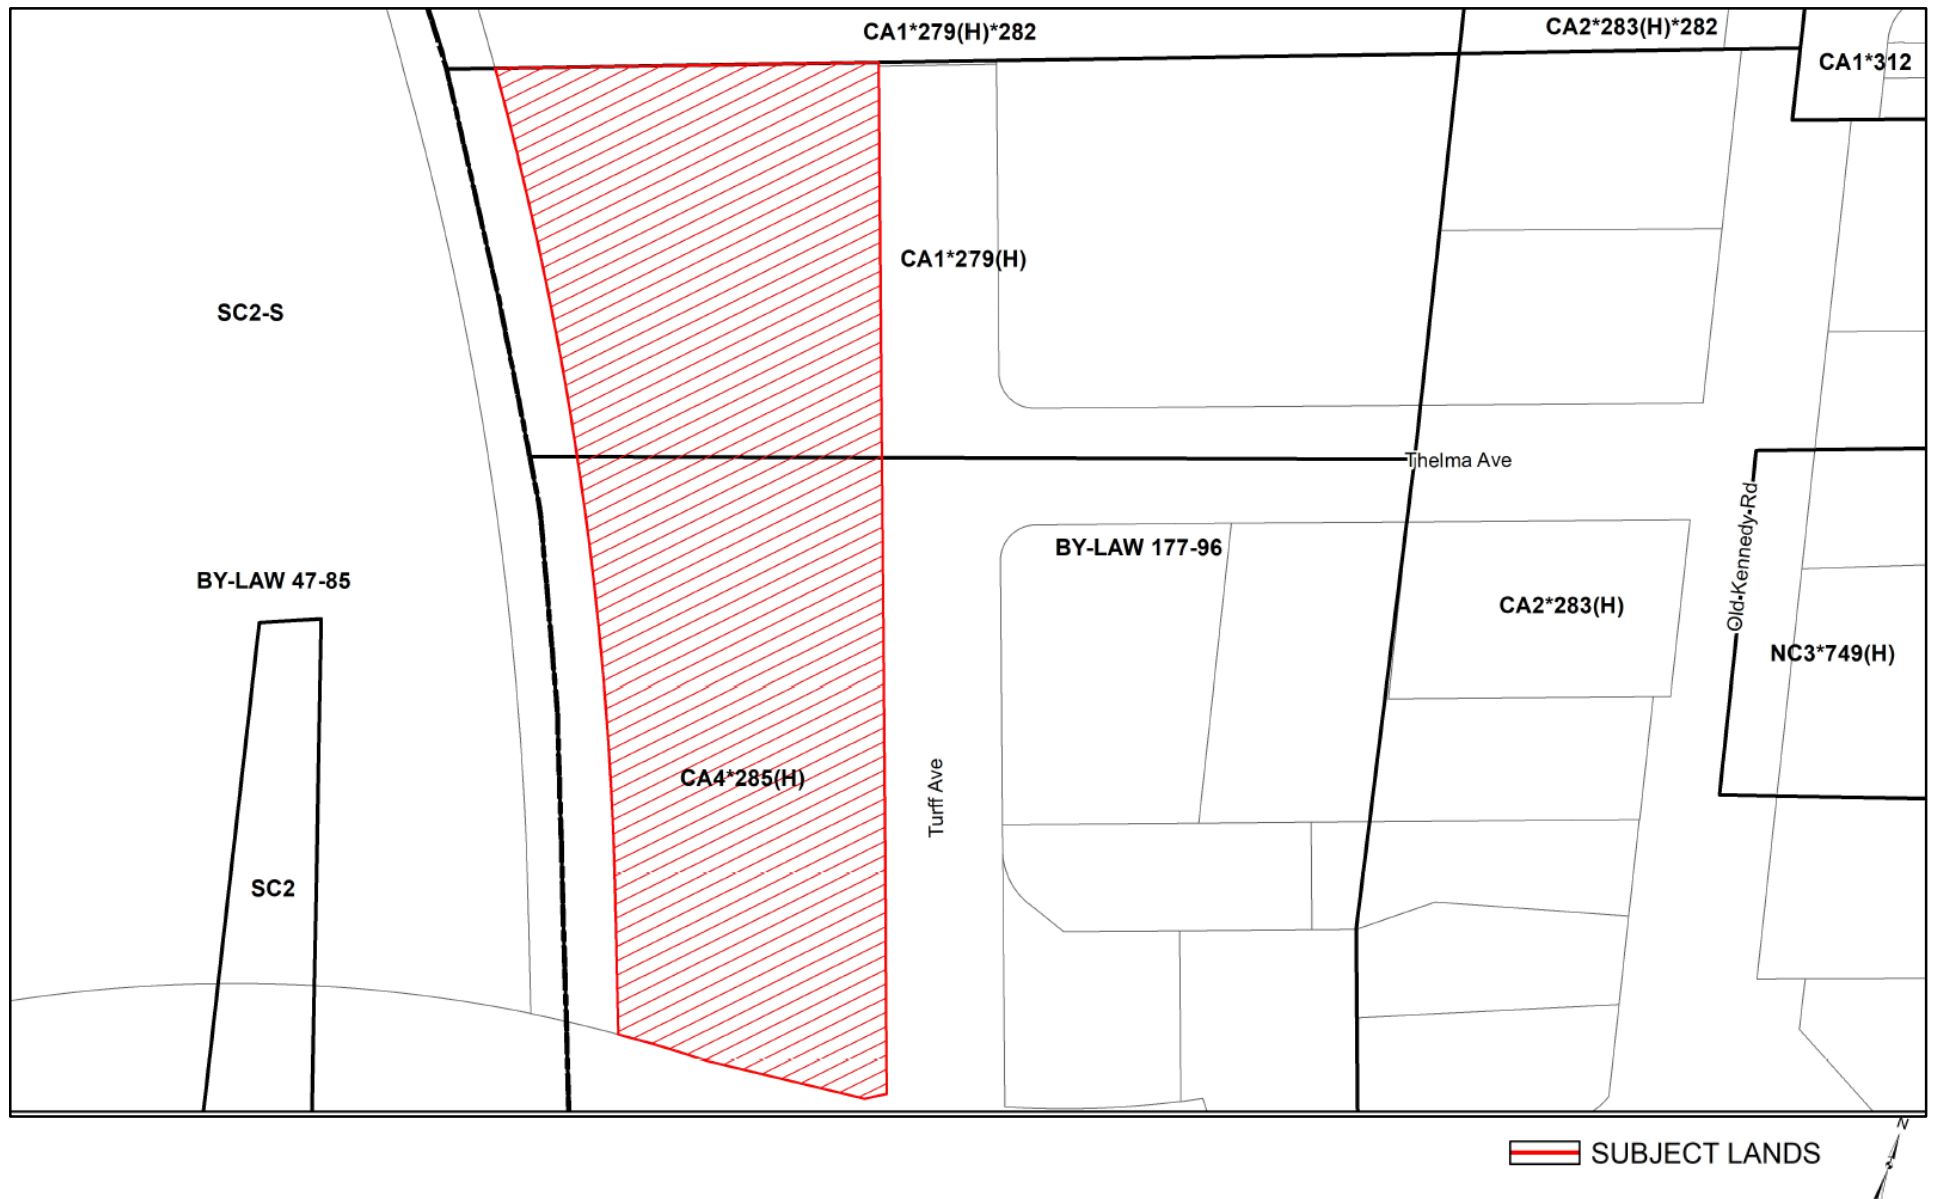 CA1*279(H)*282
CA2*283(H)*282
CA1*312
CA1*279(H)
SC2-S
Thelma Ave
Old Kennedy Rd
BY-LAW 177-96
BY-LAW 47-85
CA2*283(H)
NC3*749(H)
CA4*285(H)
Turff Ave
SC2
N
SUBJECT LANDS